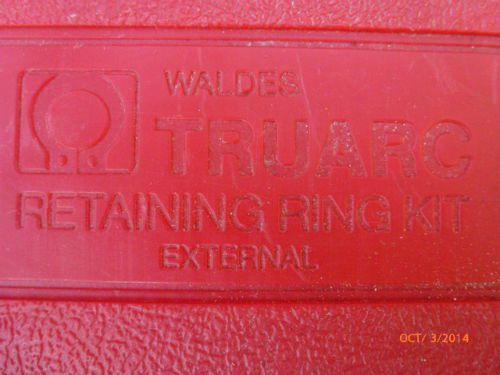 WALDES
TRUARC
RETAINING RING KIT
EXTERNAL
OCT/ 3/2014